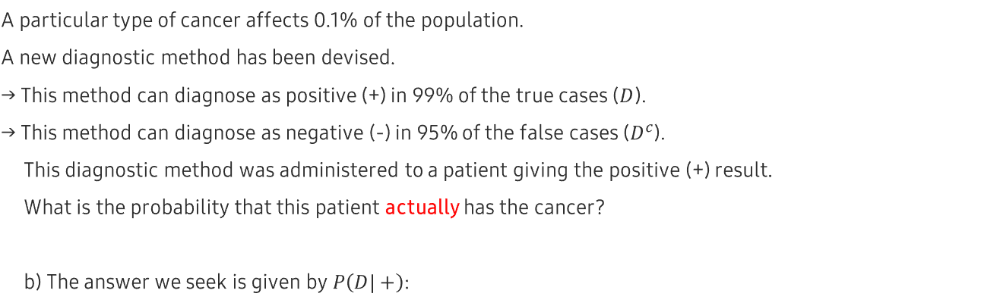 A particular type of cancer affects 0.1% of the population.
A new diagnostic method has been devised.
→ This method can diagnose as positive (+) in 99% of the true cases (D).
→ This method can diagnose as negative (-) in 95% of the false cases (Dᶜ).
This diagnostic method was administered to a patient giving the positive (+) result.
What is the probability that this patient actually has the cancer?
b) The answer we seek is given by P(D| +):